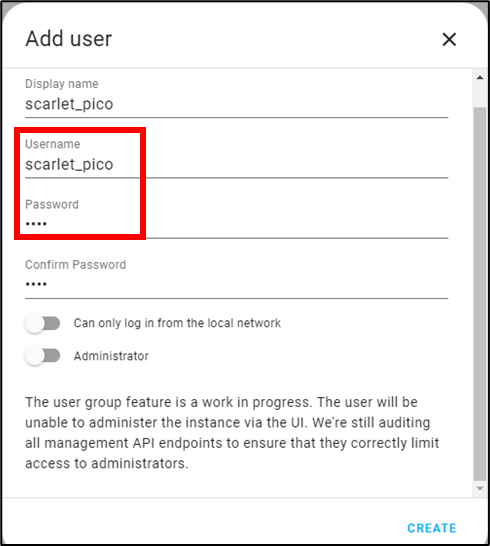 Add user
Display name
scarlet_pico
Username
scarlet_pico
Password
••••
Confirm Password
••••
Can only log in from the local network
Administrator
The user group feature is a work in progress. The user will be
unable to administer the instance via the UI. We're still auditing
all management API endpoints to ensure that they correctly limit
access to administrators.
CREATE